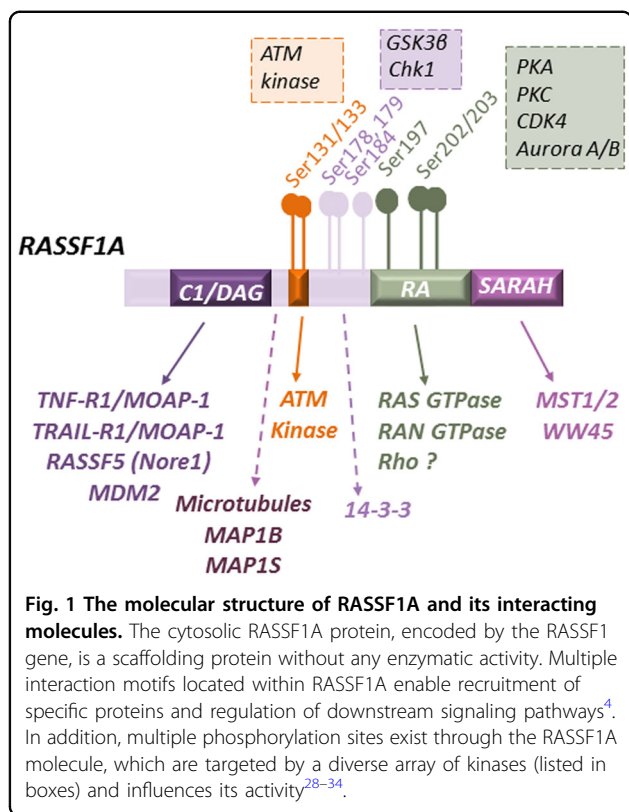 ATM
kinase
GSK3β
Chk1
PKA
PKC
CDK4
Aurora A/B
Ser131/133
Ser178,179
Ser184
Ser197
Ser202/203
RASSF1A
C1/DAG
RA
SARAH
TNF-R1/MOAP-1
TRAIL-R1/MOAP-1
RASSF5 (Nore1)
MDM2
Microtubules
MAP1B
MAP1S
ATM
Kinase
14-3-3
RAS GTPase
RAN GTPase
Rho ?
MST1/2
WW45
Fig. 1 The molecular structure of RASSF1A and its interacting
molecules. The cytosolic RASSF1A protein, encoded by the RASSF1
gene, is a scaffolding protein without any enzymatic activity. Multiple
interaction motifs located within RASSF1A enable recruitment of
specific proteins and regulation of downstream signaling pathways4.
In addition, multiple phosphorylation sites exist through the RASSF1A
molecule, which are targeted by a diverse array of kinases (listed in
boxes) and influences its activity28–34.